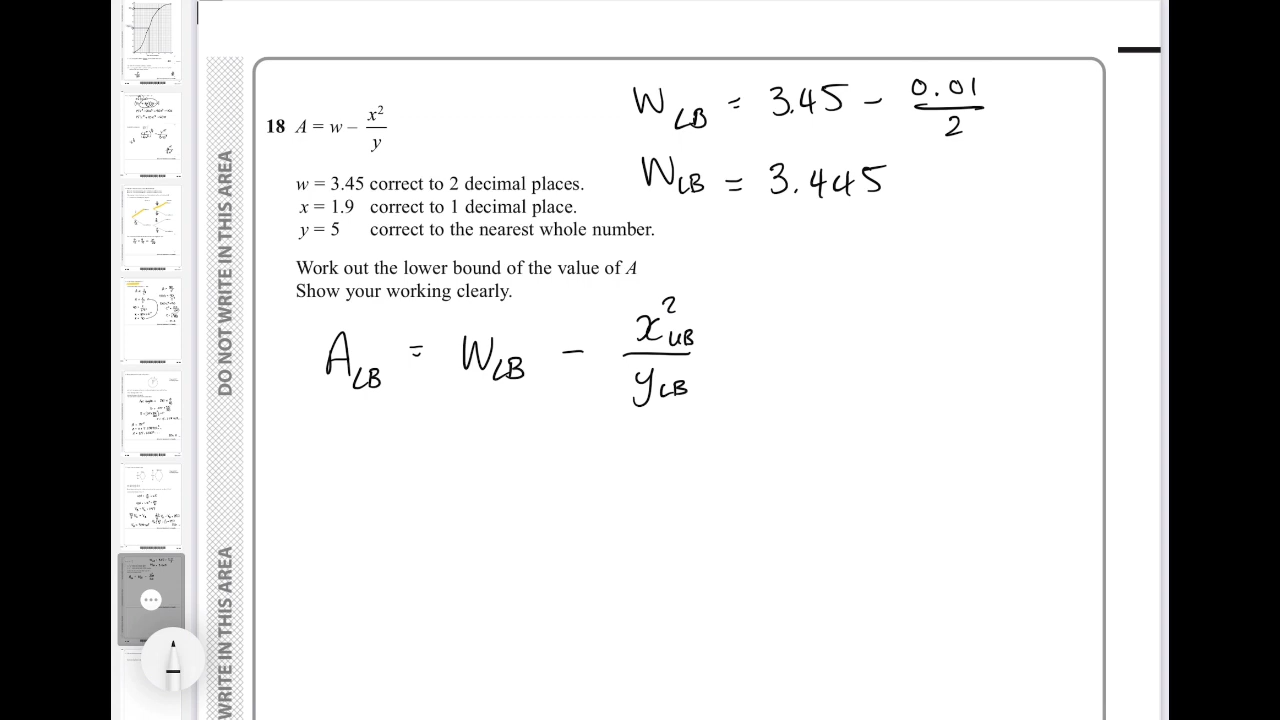 18 A = w − x²/y
w = 3.45 correct to 2 decimal places.
x = 1.9 correct to 1 decimal place.
y = 5 correct to the nearest whole number.
Work out the lower bound of the value of A
Show your working clearly.
W_LB = 3.45 − 0.01/2
W_LB = 3.445
A_LB = W_LB − x²_UB/y_LB
DO NOT WRITE IN THIS AREA
WRITE IN THIS AREA